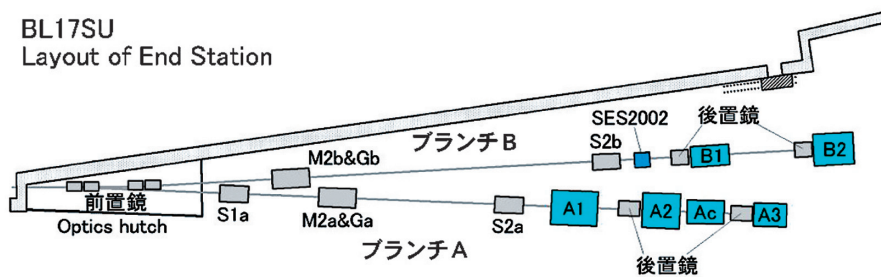 BL17SU
Layout of End Station
SES2002
後置鏡
ブランチB
S2b
M2b&Gb
B1
B2
前置鏡
S1a
M2a&Ga
S2a
A1
A2
Ac
A3
Optics hutch
ブランチA
後置鏡